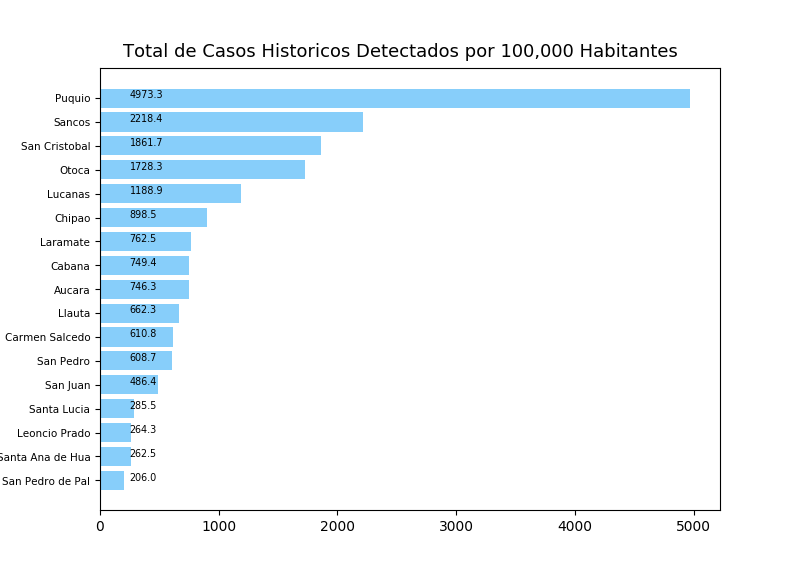 Total de Casos Historicos Detectados por 100,000 Habitantes
Puquio 4973.3
Sancos 2218.4
San Cristobal 1861.7
Otoca 1728.3
Lucanas 1188.9
Chipao 898.5
Laramate 762.5
Cabana 749.4
Aucara 746.3
Llauta 662.3
Carmen Salcedo 610.8
San Pedro 608.7
San Juan 486.4
Santa Lucia 285.5
Leoncio Prado 264.3
Santa Ana de Hua 262.5
San Pedro de Pal 206.0
0 1000 2000 3000 4000 5000